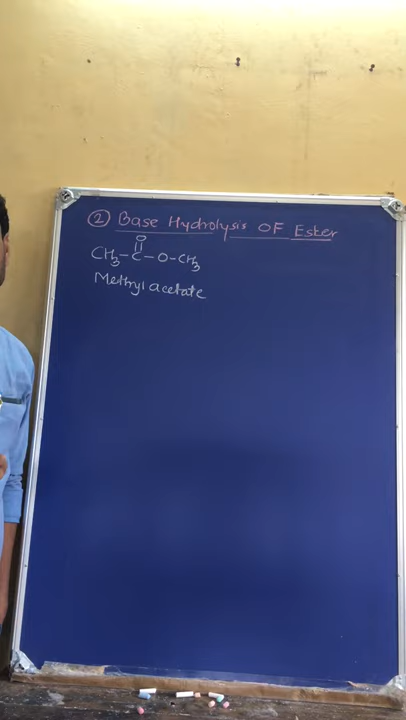 ② Base Hydrolysis OF Ester
O
||
CH₃-C-O-CH₃
Methyl acetate